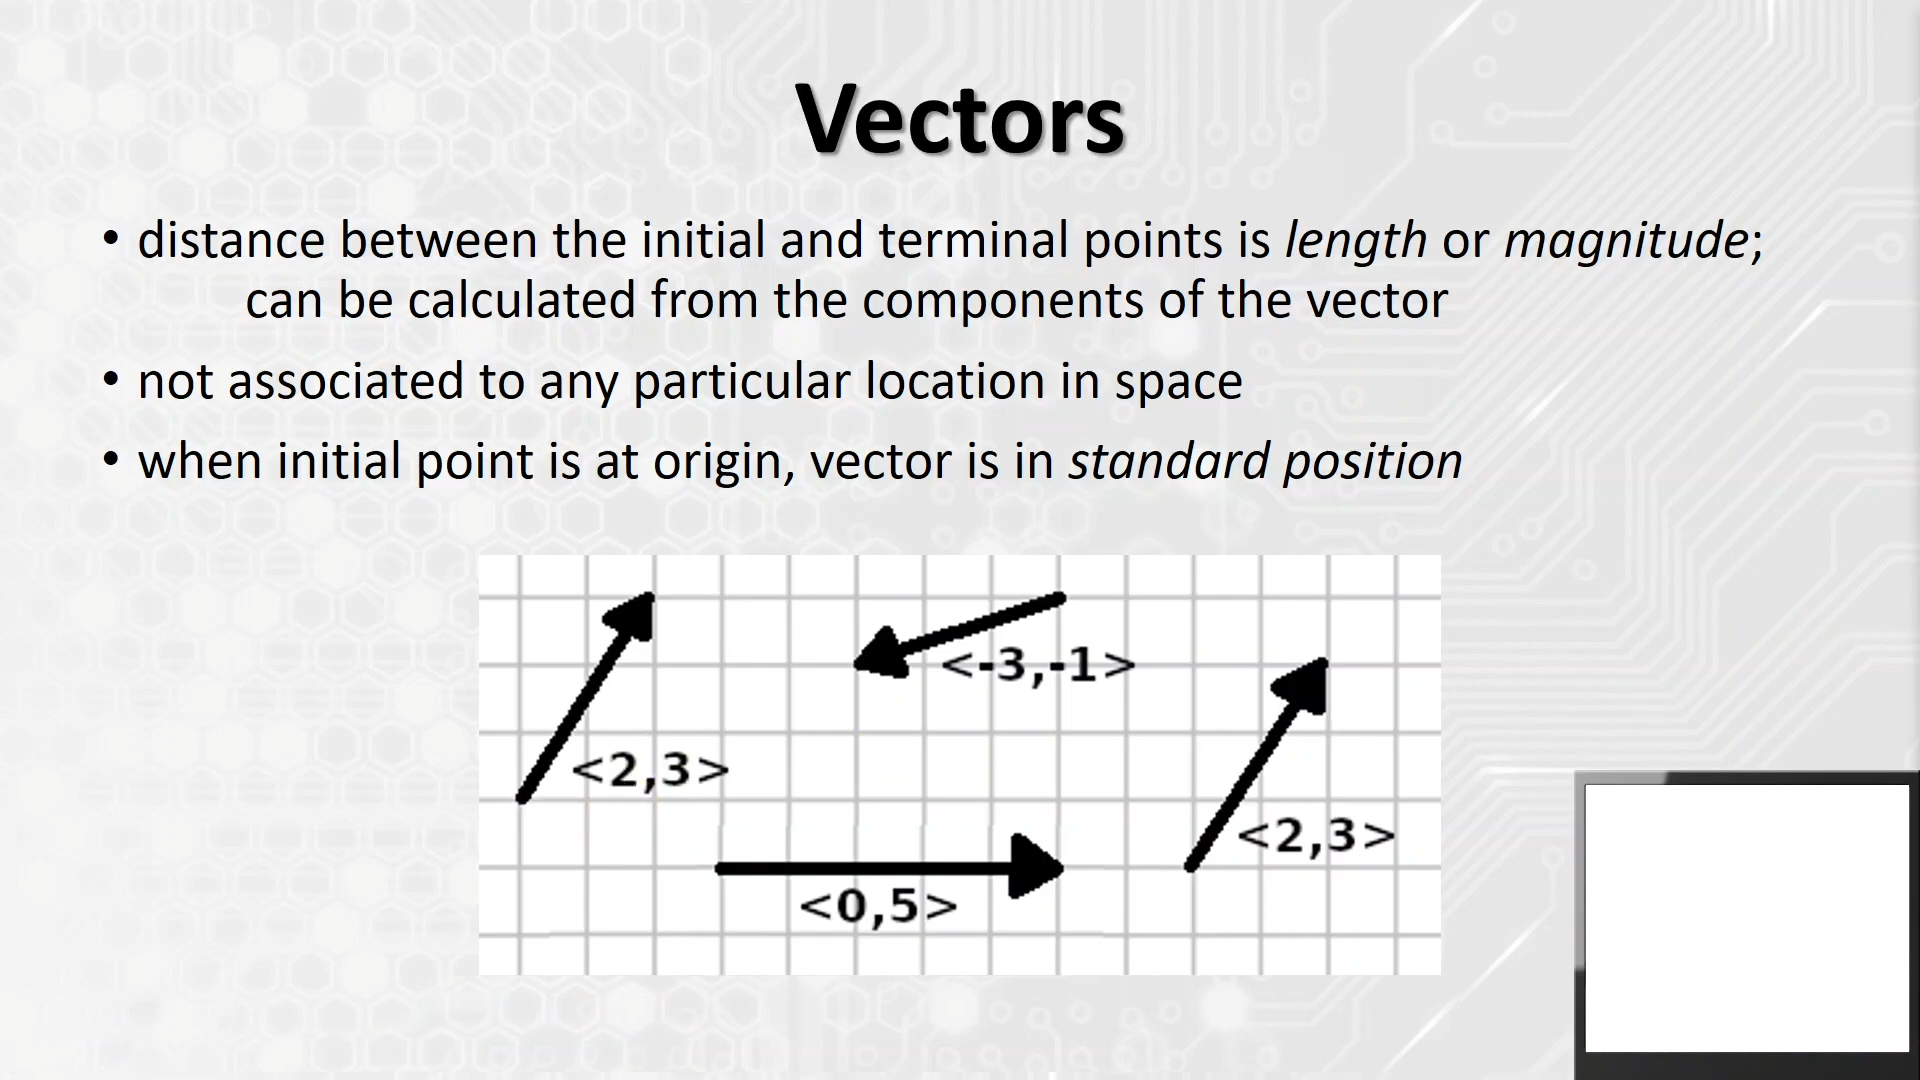 Vectors
• distance between the initial and terminal points is length or magnitude;
can be calculated from the components of the vector
• not associated to any particular location in space
• when initial point is at origin, vector is in standard position
<-3,-1>
<2,3>
<2,3>
<0,5>